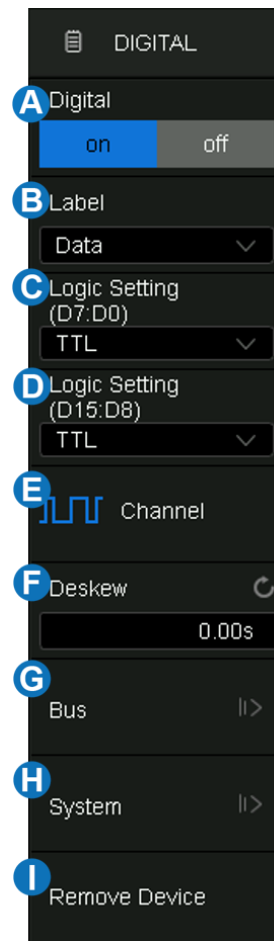 DIGITAL
A
Digital
on off
B
Label
Data
C
Logic Setting
(D7:D0)
TTL
D
Logic Setting
(D15:D8)
TTL
E
Channel
F
Deskew
0.00s
G
Bus
H
System
I
Remove Device